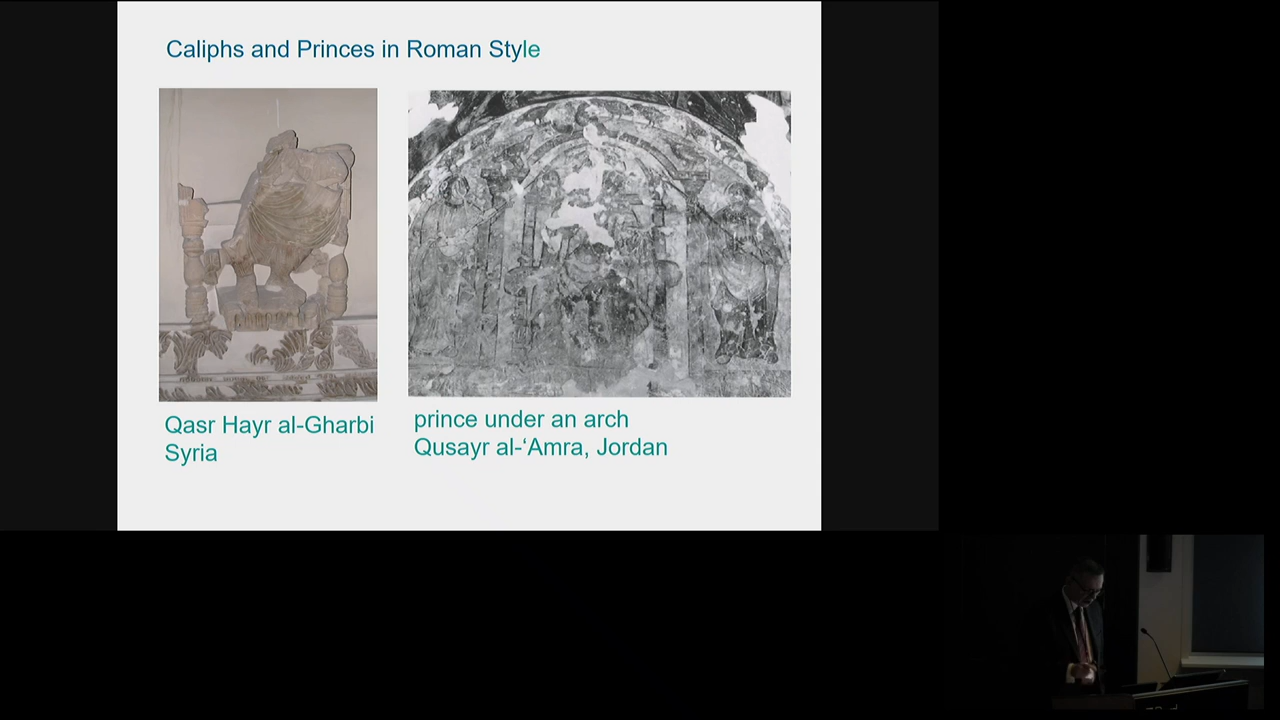 Caliphs and Princes in Roman Style
Qasr Hayr al-Gharbi
Syria
prince under an arch
Qusayr al-‘Amra, Jordan